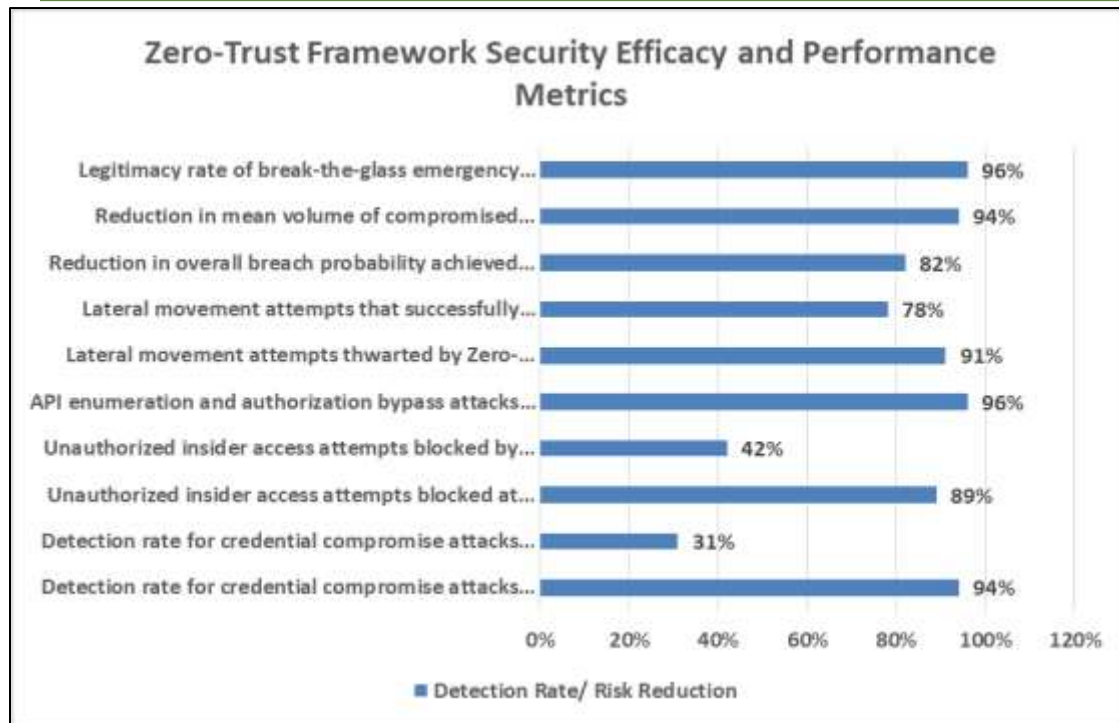 Zero-Trust Framework Security Efficacy and Performance
Metrics
Legitimacy rate of break-the-glass emergency... 96%
Reduction in mean volume of compromised... 94%
Reduction in overall breach probability achieved... 82%
Lateral movement attempts that successfully... 78%
Lateral movement attempts thwarted by Zero-... 91%
API enumeration and authorization bypass attacks... 96%
Unauthorized insider access attempts blocked by... 42%
Unauthorized insider access attempts blocked at... 89%
Detection rate for credential compromise attacks... 31%
Detection rate for credential compromise attacks... 94%
0% 20% 40% 60% 80% 100% 120%
Detection Rate/ Risk Reduction